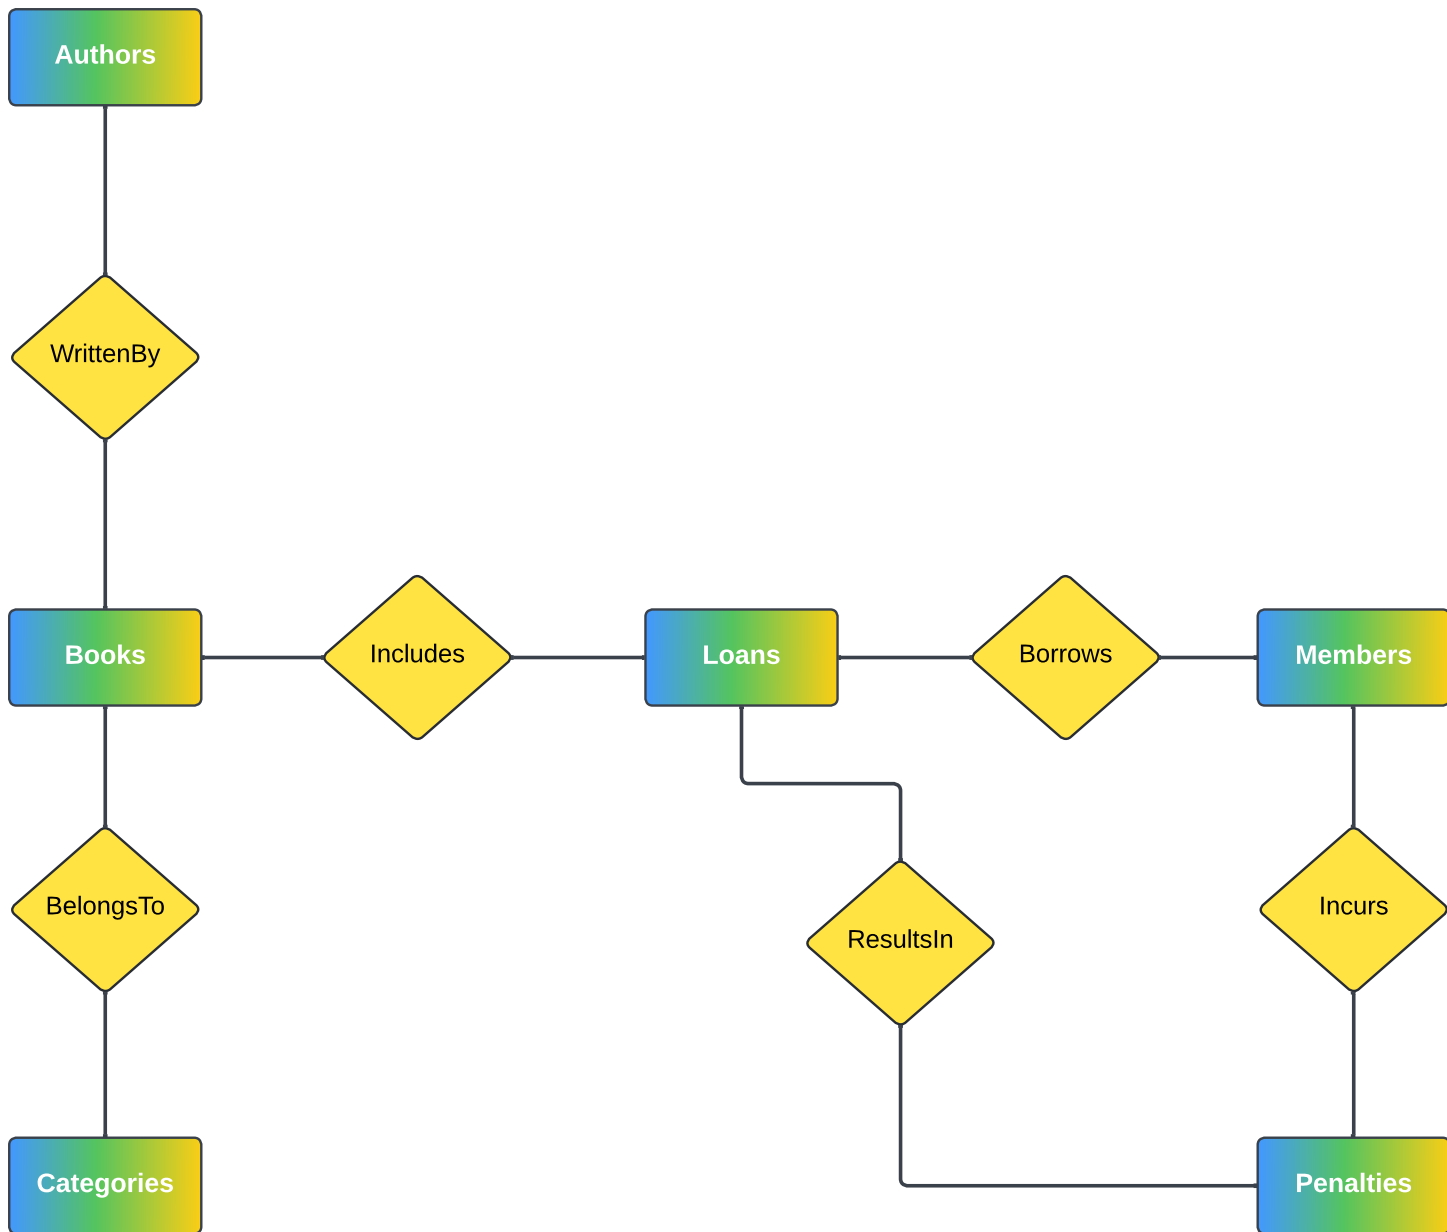 Authors
WrittenBy
Books
Includes
Loans
Borrows
Members
BelongsTo
ResultsIn
Incurs
Categories
Penalties